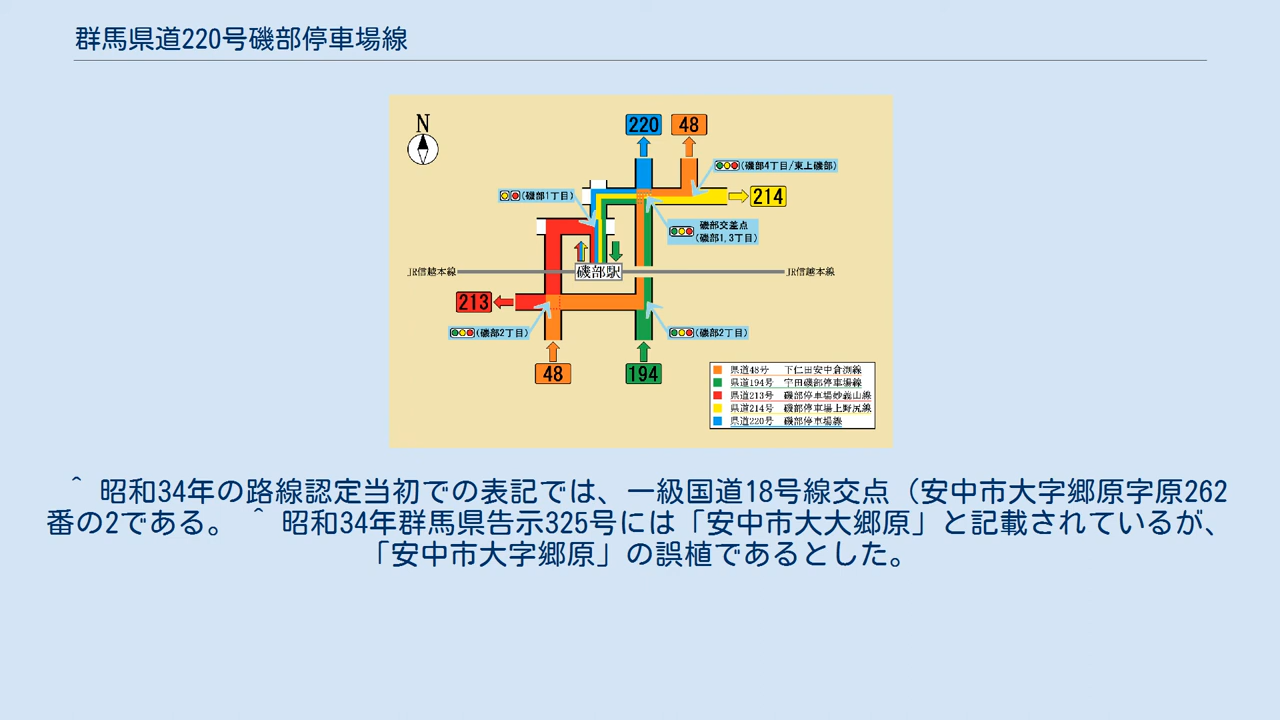 群馬県道220号磯部停車場線
N
220
48
(磯部4丁目/東上磯部)
(磯部1丁目)
214
磯部交差点
(磯部1,3丁目)
JR信越本線
磯部駅
JR信越本線
213
(磯部2丁目)
(磯部2丁目)
48
194
県道48号 下仁田安中倉渕線
県道194号 宇田磯部停車場線
県道213号 磯部停車場妙義山線
県道214号 磯部停車場上野尻線
県道220号 磯部停車場線
^ 昭和34年の路線認定当初での表記では、一級国道18号線交点（安中市大字郷原字原262
番の2である。 ^ 昭和34年群馬県告示325号には「安中市大大郷原」と記載されているが、
「安中市大字郷原」の誤植であるとした。